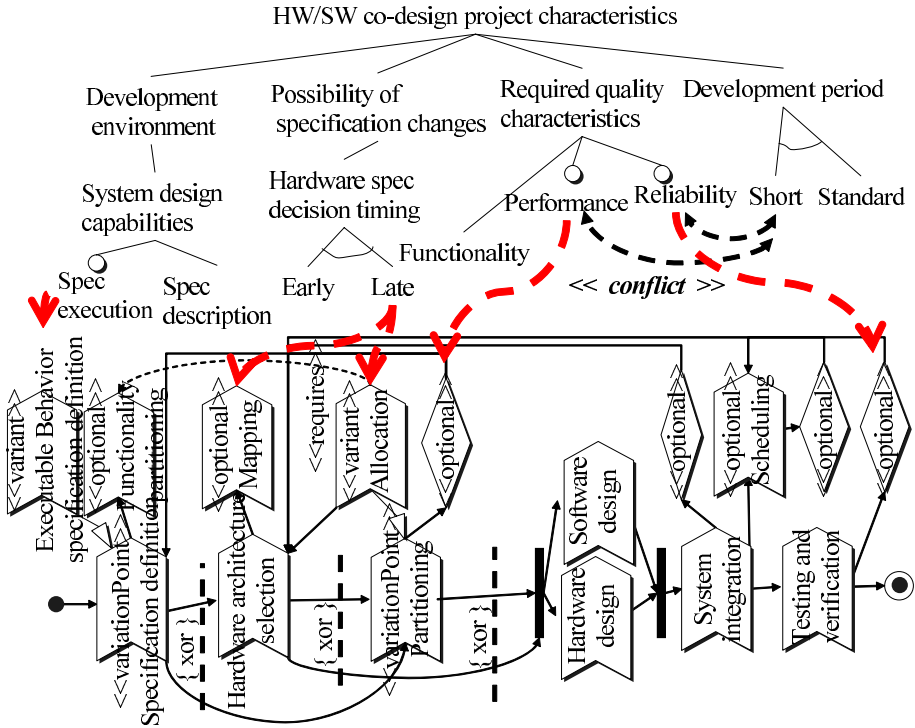 HW/SW co-design project characteristics
Development
environment
Possibility of
specification changes
Required quality
characteristics
Development period
System design
capabilities
Hardware spec
decision timing
Performance
Reliability
Short
Standard
Functionality
Spec
execution
Spec
description
Early
Late
<< conflict >>
<<variant>>
Executable Behavior
specification definition
<<optional>>
Functionality
partitioning
<<optional>>
Mapping
<<requires>>
<<variant>>
Allocation
<<optional>>
<<optional>>
<<optional>>
Scheduling
<<optional>>
<<optional>>
<<variationPoint>>
Specification definition
{xor}
Hardware architecture
selection
{xor}
<<variationPoint>>
Partitioning
{xor}
Software
design
Hardware
design
System
integration
Testing and
verification